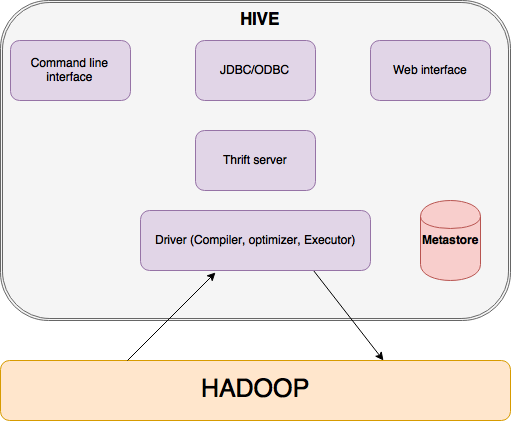 HIVE
Command line
interface
JDBC/ODBC
Web interface
Thrift server
Driver (Compiler, optimizer, Executor)
Metastore
HADOOP